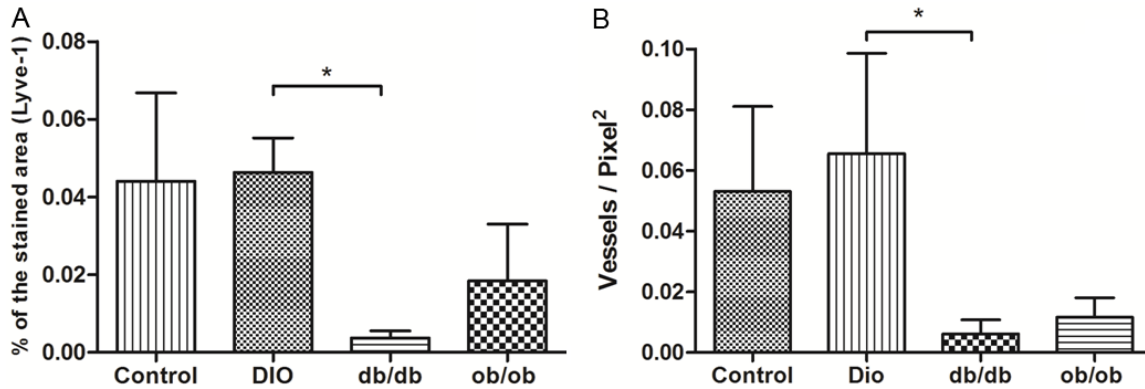 A
% of the stained area (Lyve-1)
0.08
0.06
0.04
0.02
0.00
*
Control DIO db/db ob/ob
B
Vessels / Pixel²
0.10
0.08
0.06
0.04
0.02
0.00
*
Control Dio db/db ob/ob